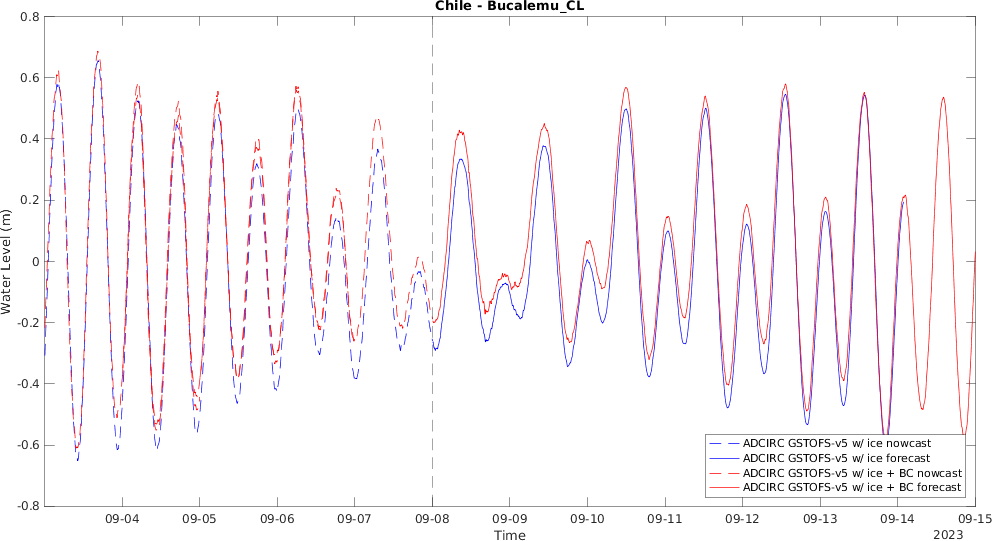 Chile - Bucalemu_CL
0.8
0.6
0.4
0.2
0
-0.2
-0.4
-0.6
-0.8
Water Level (m)
09-04 09-05 09-06 09-07 09-08 09-09 09-10 09-11 09-12 09-13 09-14 09-15
Time
2023
ADCIRC GSTOFS-v5 w/ ice nowcast
ADCIRC GSTOFS-v5 w/ ice forecast
ADCIRC GSTOFS-v5 w/ ice + BC nowcast
ADCIRC GSTOFS-v5 w/ ice + BC forecast